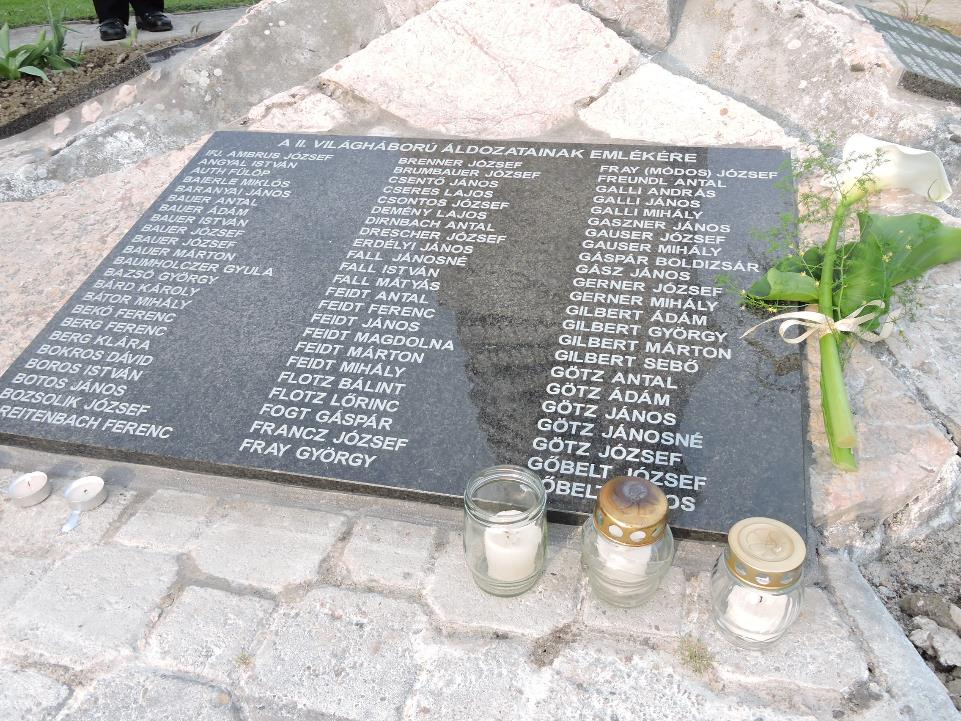 A II. VILÁGHÁBORÚ ÁLDOZATAINAK EMLÉKÉRE
IFJ. AMBRUS JÓZSEF
ANGYAL ISTVÁN
AUTH FÜLÖP
BAIERLE MIKLÓS
BARANYAI JÁNOS
BAUER ANTAL
BAUER ÁDÁM
BAUER ISTVÁN
BAUER JÓZSEF
BAUER JÓZSEF
BAUER MÁRTON
BAUMHOLCZER GYULA
BAZSÓ GYÖRGY
BÁRD KÁROLY
BÁTOR MIHÁLY
BEKŐ FERENC
BERG FERENC
BERG KLÁRA
BOKROS DÁVID
BOROS ISTVÁN
BOTOS JÁNOS
BOZSOLIK JÓZSEF
REITENBACH FERENC
BRENNER JÓZSEF
BRUMBAUER JÓZSEF
CSENTŐ JÁNOS
CSERES LAJOS
CSONTOS JÓZSEF
DEMÉNY LAJOS
DIRNBACH ANTAL
DRESCHER JÓZSEF
ERDÉLYI JÁNOS
FALL JÁNOSNÉ
FALL ISTVÁN
FALL MÁTYÁS
FEIDT ANTAL
FEIDT FERENC
FEIDT JÁNOS
FEIDT MAGDOLNA
FEIDT MÁRTON
FEIDT MIHÁLY
FLOTZ BÁLINT
FLOTZ LŐRINC
FOGT GÁSPÁR
FRANCZ JÓZSEF
FRAY GYÖRGY
FRAY (MÓDOS) JÓZSEF
FREUNDL ANTAL
GALLI ANDRÁS
GALLI JÁNOS
GALLI MIHÁLY
GASZNER JÁNOS
GAUSER JÓZSEF
GAUSER MIHÁLY
GÁSPÁR BOLDIZSÁR
GÁSZ JÁNOS
GERNER JÓZSEF
GERNER MIHÁLY
GILBERT ÁDÁM
GILBERT GYÖRGY
GILBERT MÁRTON
GILBERT SEBŐ
GÖTZ ANTAL
GÖTZ ÁDÁM
GÖTZ JÁNOS
GÖTZ JÁNOSNÉ
GÖTZ JÓZSEF
GŐBELT JÓZSEF